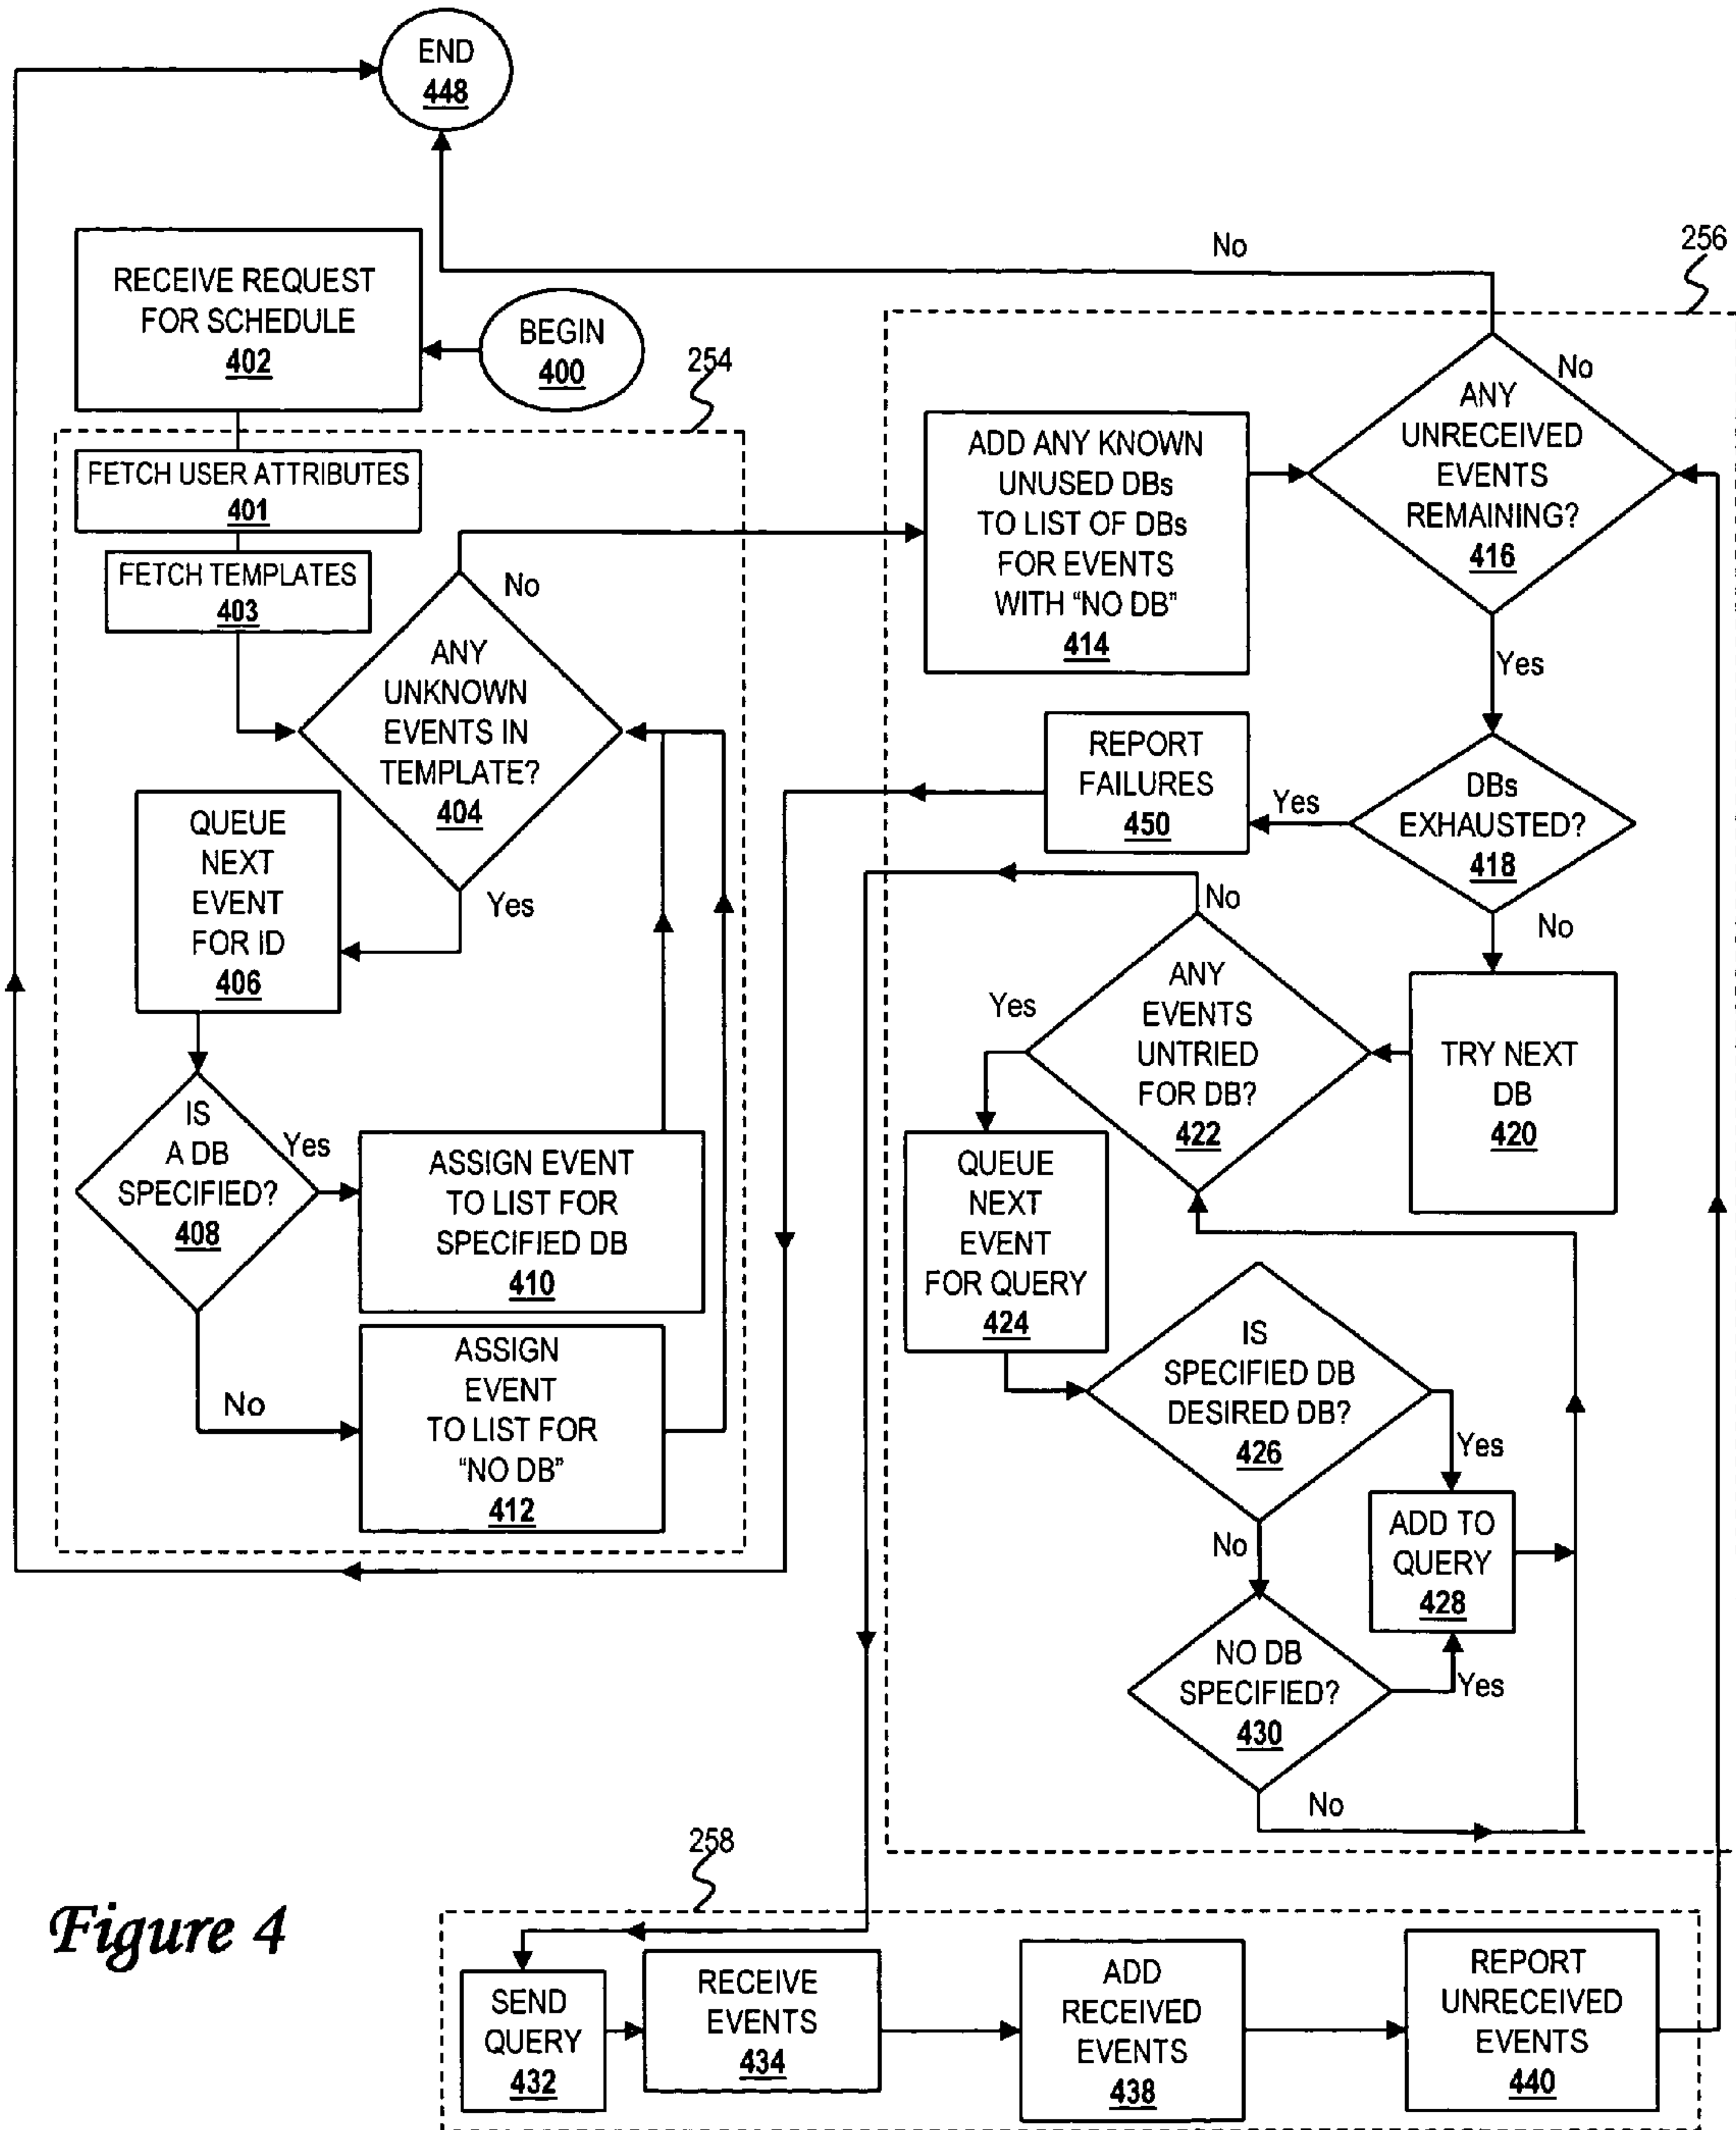 END
448
No
256
RECEIVE REQUEST
FOR SCHEDULE
402
BEGIN
400
254
FETCH USER ATTRIBUTES
401
FETCH TEMPLATES
403
No
ANY
UNKNOWN
EVENTS IN
TEMPLATE?
404
Yes
QUEUE
NEXT
EVENT
FOR ID
406
IS
A DB
SPECIFIED?
408
Yes
ASSIGN EVENT
TO LIST FOR
SPECIFIED DB
410
No
ASSIGN
EVENT
TO LIST FOR
"NO DB"
412
ADD ANY KNOWN
UNUSED DBs
TO LIST OF DBs
FOR EVENTS
WITH "NO DB"
414
No
ANY
UNRECEIVED
EVENTS
REMAINING?
416
Yes
DBs
EXHAUSTED?
418
Yes
REPORT
FAILURES
450
No
TRY NEXT
DB
420
No
ANY
EVENTS
UNTRIED
FOR DB?
422
Yes
QUEUE
NEXT
EVENT
FOR QUERY
424
IS
SPECIFIED DB
DESIRED DB?
426
Yes
No
ADD TO
QUERY
428
NO DB
SPECIFIED?
430
Yes
No
258
Figure 4
SEND
QUERY
432
RECEIVE
EVENTS
434
ADD
RECEIVED
EVENTS
438
REPORT
UNRECEIVED
EVENTS
440